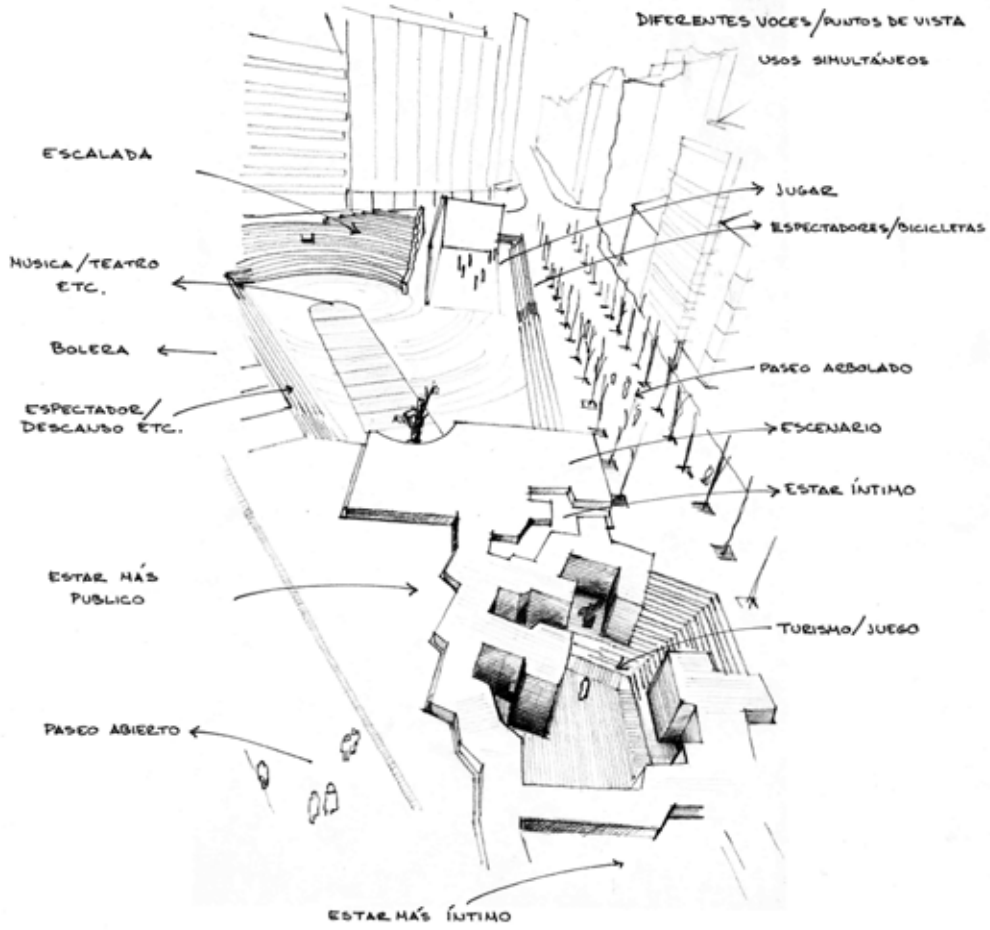 DIFERENTES VOCES/PUNTOS DE VISTA
USOS SIMULTÁNEOS
ESCALADA
JUGAR
ESPECTADORES/BICICLETAS
MUSICA/TEATRO
ETC.
BOLERA
PASEO ARBOLADO
ESPECTADOR/
DESCANSO ETC.
ESCENARIO
ESTAR ÍNTIMO
ESTAR MÁS
PUBLICO
TURISMO/JUEGO
PASEO ABIERTO
ESTAR MÁS ÍNTIMO